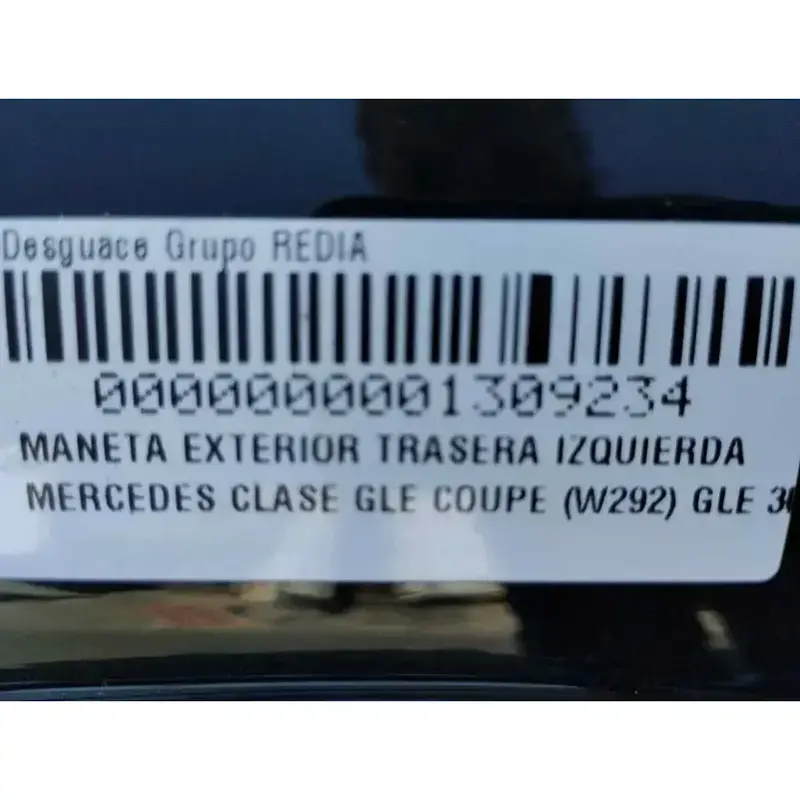 Desguace Grupo REDIA
0000000001309234
MANETA EXTERIOR TRASERA IZQUIERDA
MERCEDES CLASE GLE COUPE (W292) GLE